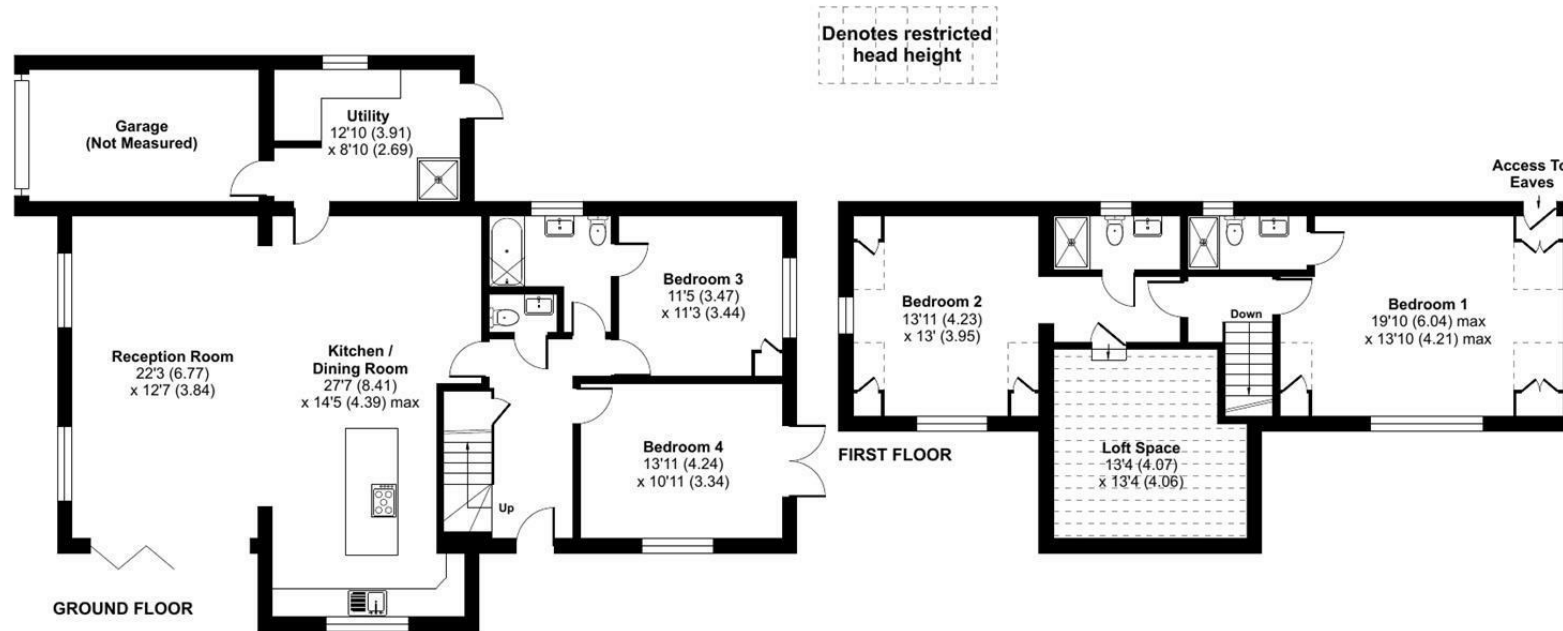 Denotes restricted
head height
Garage
(Not Measured)
Utility
12'10 (3.91)
x 8'10 (2.69)
Reception Room
22'3 (6.77)
x 12'7 (3.84)
Kitchen /
Dining Room
27'7 (8.41)
x 14'5 (4.39) max
Bedroom 3
11'5 (3.47)
x 11'3 (3.44)
Bedroom 4
13'11 (4.24)
x 10'11 (3.34)
Up
GROUND FLOOR
Access To
Eaves
Bedroom 2
13'11 (4.23)
x 13' (3.95)
Down
Bedroom 1
19'10 (6.04) max
x 13'10 (4.21) max
Loft Space
13'4 (4.07)
x 13'4 (4.06)
FIRST FLOOR